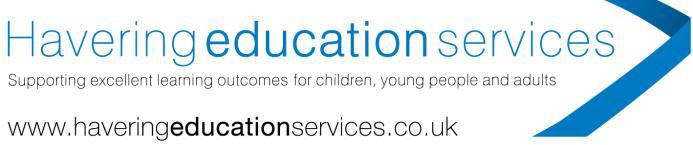 Havering education services
Supporting excellent learning outcomes for children, young people and adults
www.haveringeducationservices.co.uk